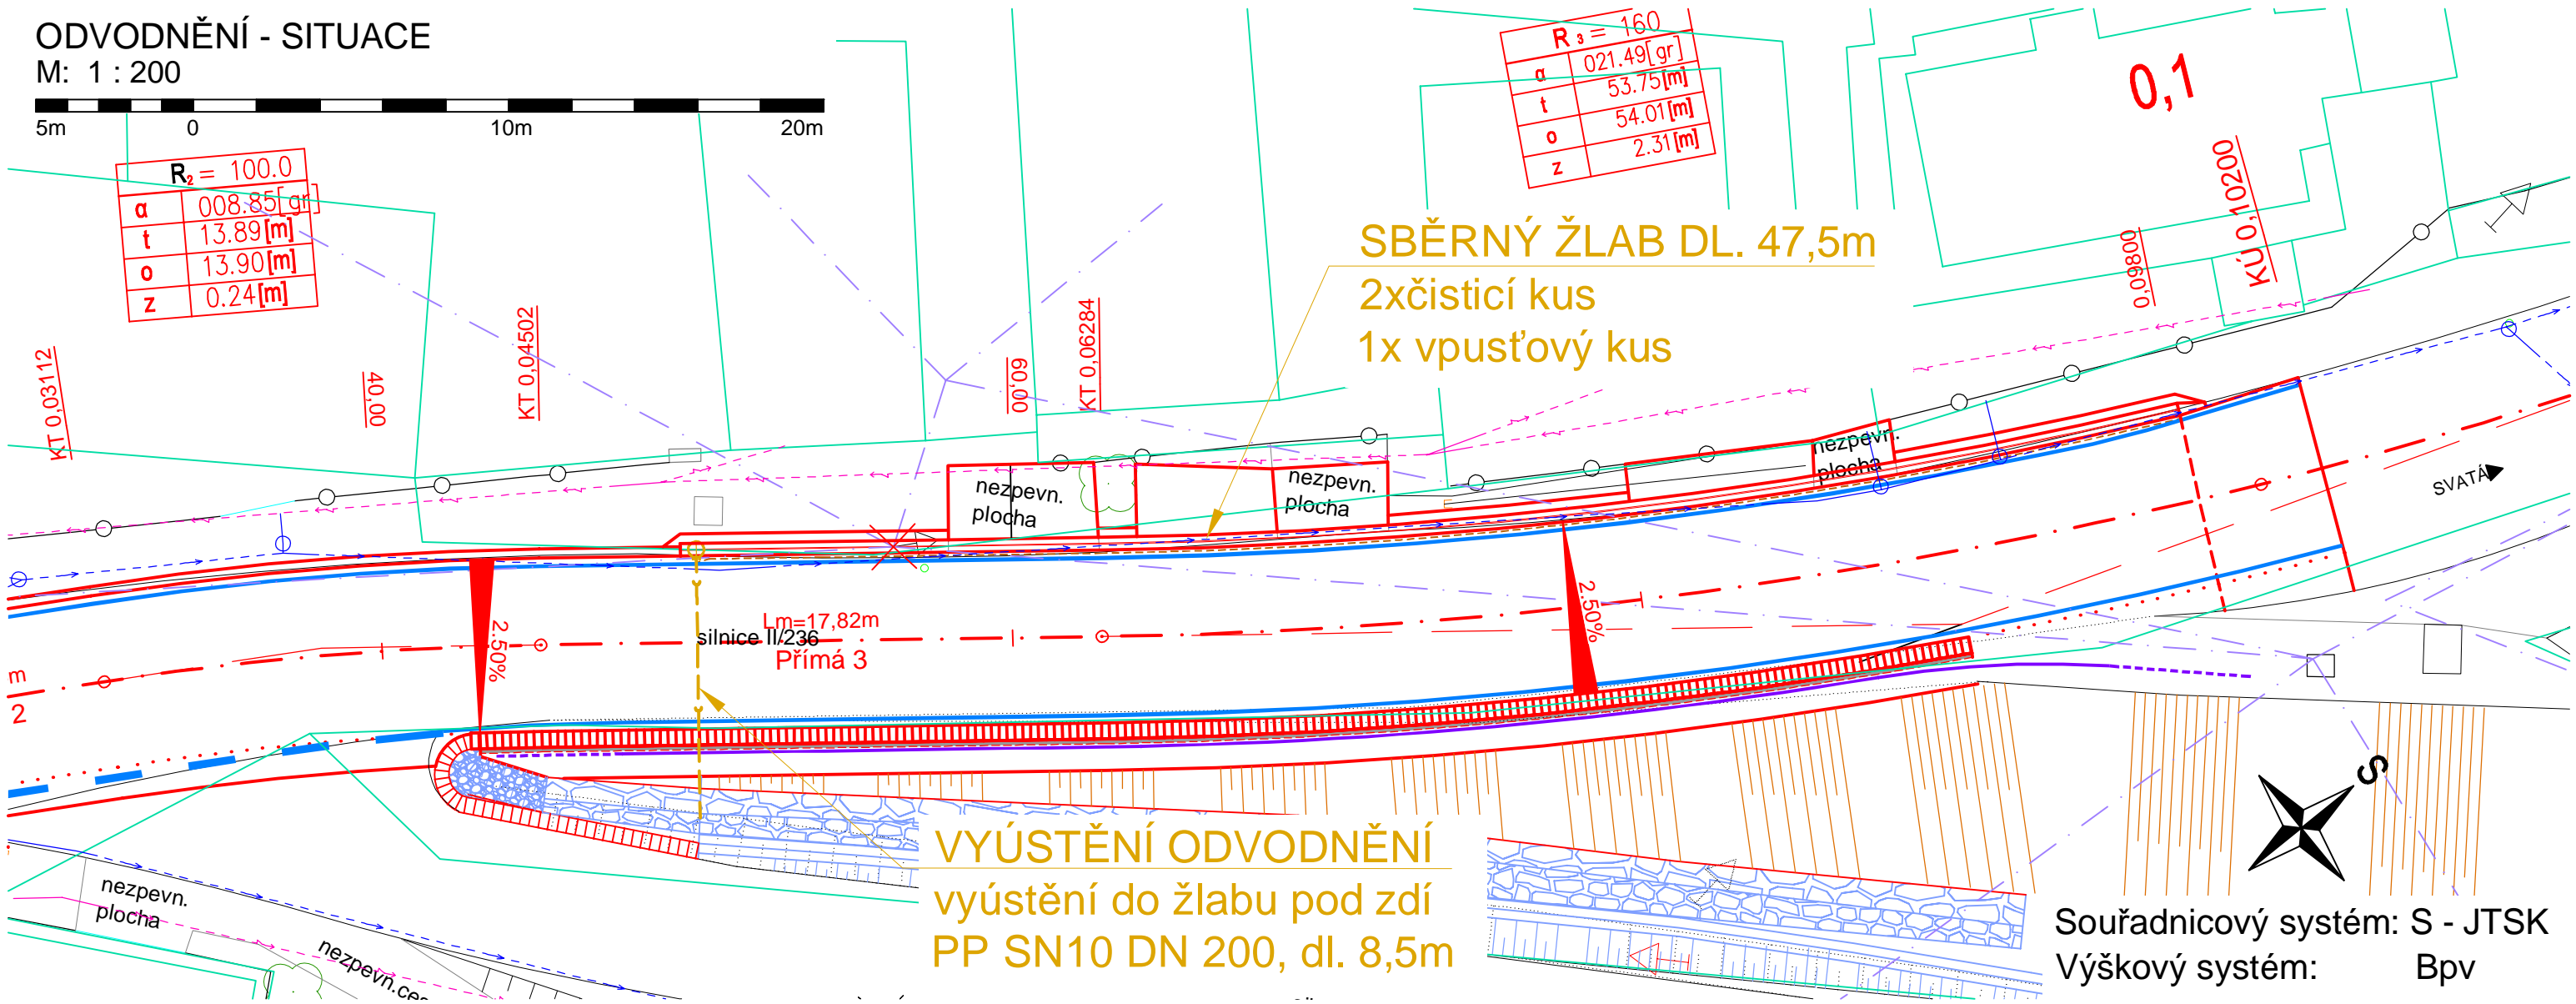 ODVODNĚNÍ - SITUACE
M: 1 : 200
5m 0 10m 20m
R₂ = 100.0
α 008.85[gr]
t 13.89[m]
o 13.90[m]
z 0.24[m]
R₃ = 160
α 021.49[gr]
t 53.75[m]
o 54.01[m]
z 2.31[m]
0,1
KÚ 0,10200
0,09800
SBĚRNÝ ŽLAB DL. 47,5m
2xčisticí kus
1x vpusťový kus
KT 0,03112
40,00
KT 0,04502
60,00
KT 0,06284
nezpevn.
plocha
nezpevn.
plocha
nezpevn.
plocha
SVATÁ
2.50%
2.50%
Lm=17,82m
silnice II/236
Přímá 3
m
2
S
VYÚSTĚNÍ ODVODNĚNÍ
vyústění do žlabu pod zdí
PP SN10 DN 200, dl. 8,5m
nezpevn.
plocha
nezpevn.ces
Souřadnicový systém: S - JTSK
Výškový systém: Bpv